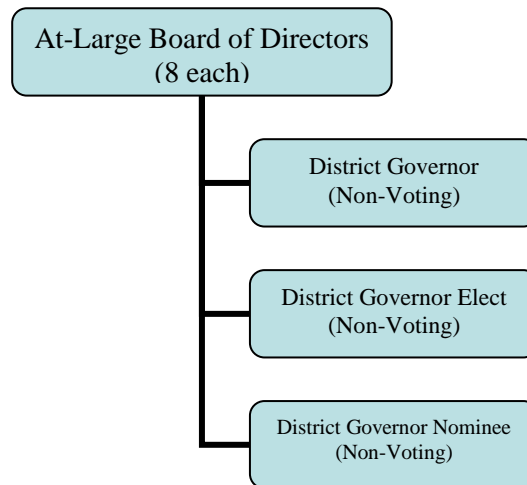 At-Large Board of Directors
(8 each)
District Governor
(Non-Voting)
District Governor Elect
(Non-Voting)
District Governor Nominee
(Non-Voting)